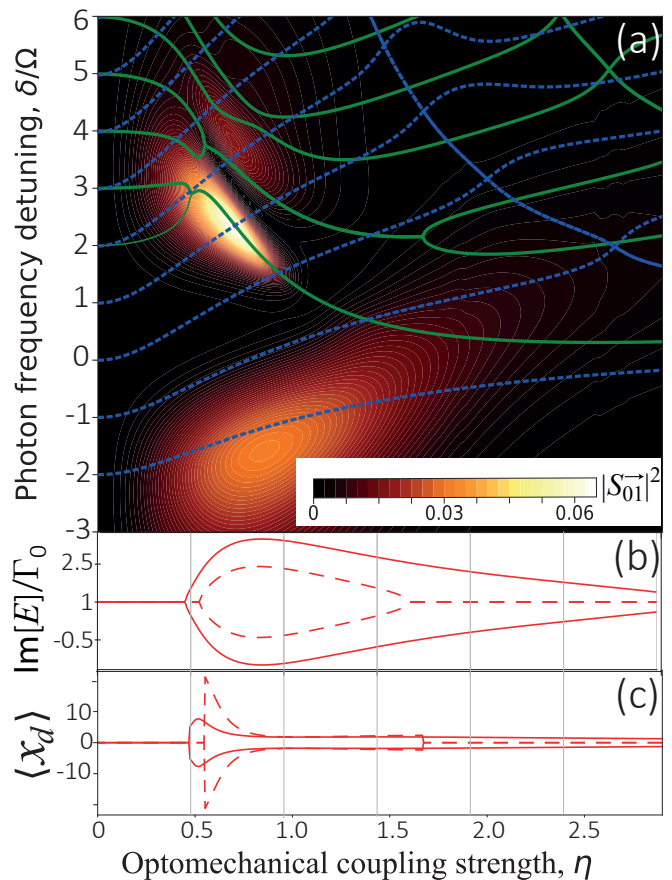 (a)
Photon frequency detuning, δ/Ω
6
5
4
3
2
1
0
-1
-2
-3
|S⃗₀₁|²
0 0.03 0.06
(b)
Im[E]/Γ₀
2.5
1
-0.5
(c)
⟨x_d⟩
10
0
-10
0 0.5 1.0 1.5 2.0 2.5
Optomechanical coupling strength, η